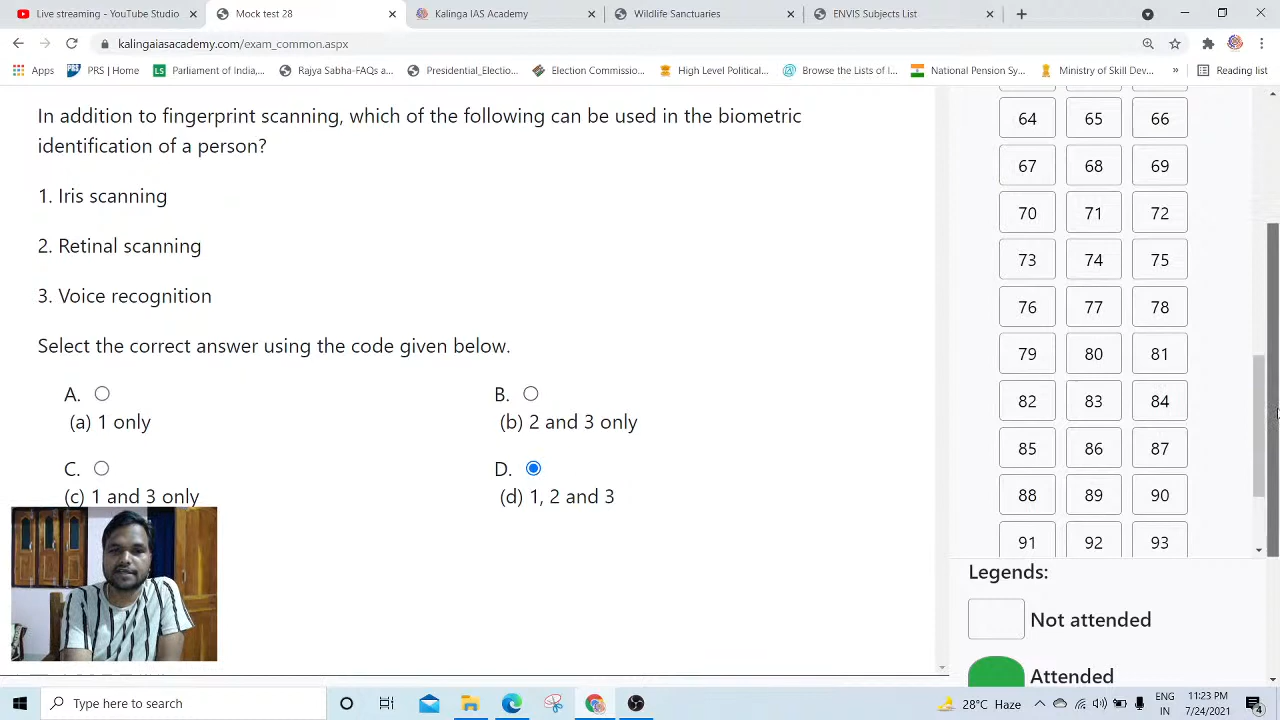 Live streaming - YouTube Studio
Mock test 28
Kalinga IAS Academy
Wildlife Sanctuaries
ENVIS Subjects List
kalingaiasacademy.com/exam_common.aspx
Apps
PRS | Home
Parliament of India,...
Rajya Sabha-FAQs a...
Presidential_Electio...
Election Commissio...
High Level Political...
Browse the Lists of I...
National Pension Sy...
Ministry of Skill Dev...
»
Reading list
In addition to fingerprint scanning, which of the following can be used in the biometric
identification of a person?
1. Iris scanning
2. Retinal scanning
3. Voice recognition
Select the correct answer using the code given below.
A.
(a) 1 only
B.
(b) 2 and 3 only
C.
(c) 1 and 3 only
D.
(d) 1, 2 and 3
64 65 66
67 68 69
70 71 72
73 74 75
76 77 78
79 80 81
82 83 84
85 86 87
88 89 90
91 92 93
Legends:
Not attended
Attended
Type here to search
28°C Haze
ENG
IN
11:23 PM
7/24/2021
4